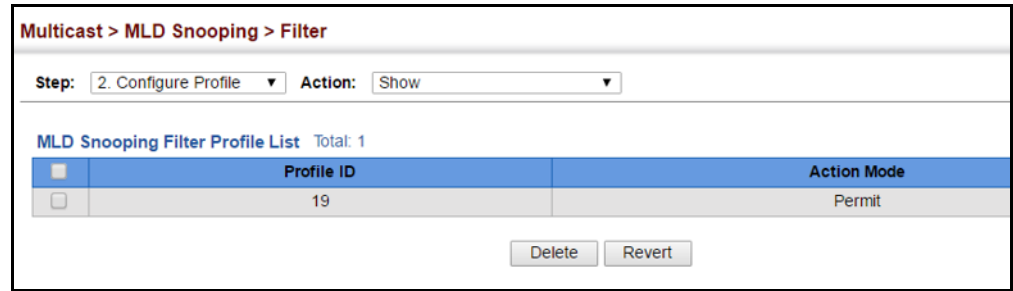 Multicast > MLD Snooping > Filter
Step: 2. Configure Profile ▼ Action: Show ▼
MLD Snooping Filter Profile List Total: 1
Profile ID Action Mode
19 Permit
Delete Revert